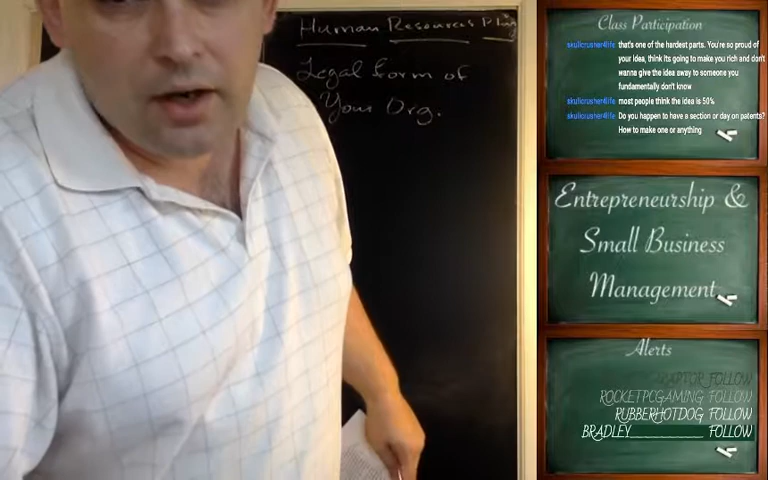 Human Resources Plan
Legal form of
Your Org.
Class Participation
skullcrusher4life that's one of the hardest parts. You're so proud of
your idea, think its going to make you rich and don't
wanna give the idea away to someone you
fundamentally don't know
skullcrusher4life most people think the idea is 50%
skullcrusher4life Do you happen to have a section or day on patents?
How to make one or anything
Entrepreneurship &
Small Business
Management
Alerts
FOLLOW
ROCKETPCGAMING FOLLOW
RUBBERHOTDOG FOLLOW
BRADLEY____________ FOLLOW